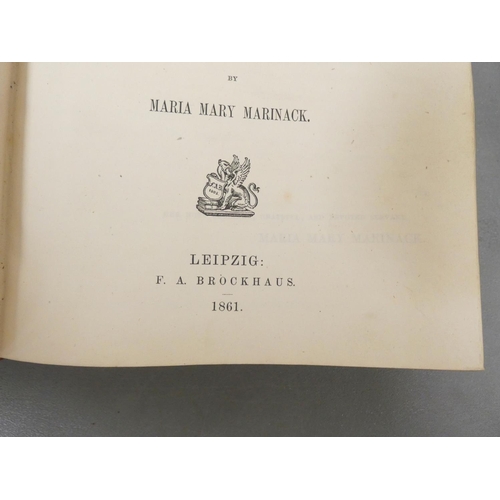 BY
MARIA MARY MARINACK.
LEIPZIG:
F. A. BROCKHAUS.
1861.